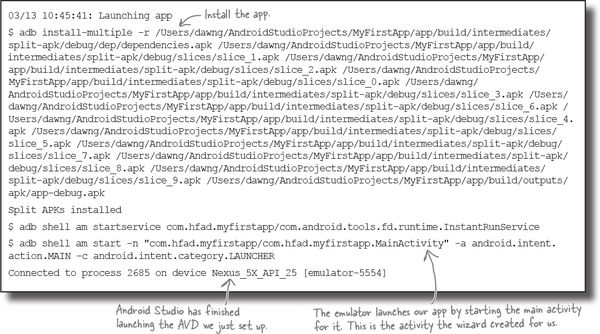 03/13 10:45:41: Launching app
Install the app.
$ adb install-multiple -r /Users/dawng/AndroidStudioProjects/MyFirstApp/app/build/intermediates/
split-apk/debug/dep/dependencies.apk /Users/dawng/AndroidStudioProjects/MyFirstApp/app/build/
intermediates/split-apk/debug/slices/slice_1.apk /Users/dawng/AndroidStudioProjects/MyFirstApp/
app/build/intermediates/split-apk/debug/slices/slice_2.apk /Users/dawng/AndroidStudioProjects/
MyFirstApp/app/build/intermediates/split-apk/debug/slices/slice_0.apk /Users/dawng/
AndroidStudioProjects/MyFirstApp/app/build/intermediates/split-apk/debug/slices/slice_3.apk /Users/
dawng/AndroidStudioProjects/MyFirstApp/app/build/intermediates/split-apk/debug/slices/slice_6.apk /
Users/dawng/AndroidStudioProjects/MyFirstApp/app/build/intermediates/split-apk/debug/slices/slice_4.
apk /Users/dawng/AndroidStudioProjects/MyFirstApp/app/build/intermediates/split-apk/debug/slices/
slice_5.apk /Users/dawng/AndroidStudioProjects/MyFirstApp/app/build/intermediates/split-apk/debug/
slices/slice_7.apk /Users/dawng/AndroidStudioProjects/MyFirstApp/app/build/intermediates/split-apk/
debug/slices/slice_8.apk /Users/dawng/AndroidStudioProjects/MyFirstApp/app/build/intermediates/
split-apk/debug/slices/slice_9.apk /Users/dawng/AndroidStudioProjects/MyFirstApp/app/build/outputs/
apk/app-debug.apk
Split APKs installed
$ adb shell am startservice com.hfad.myfirstapp/com.android.tools.fd.runtime.InstantRunService
$ adb shell am start -n "com.hfad.myfirstapp/com.hfad.myfirstapp.MainActivity" -a android.intent.
action.MAIN -c android.intent.category.LAUNCHER
Connected to process 2685 on device Nexus_5X_API_25 [emulator-5554]
Android Studio has finished
launching the AVD we just set up.
The emulator launches our app by starting the main activity
for it. This is the activity the wizard created for us.